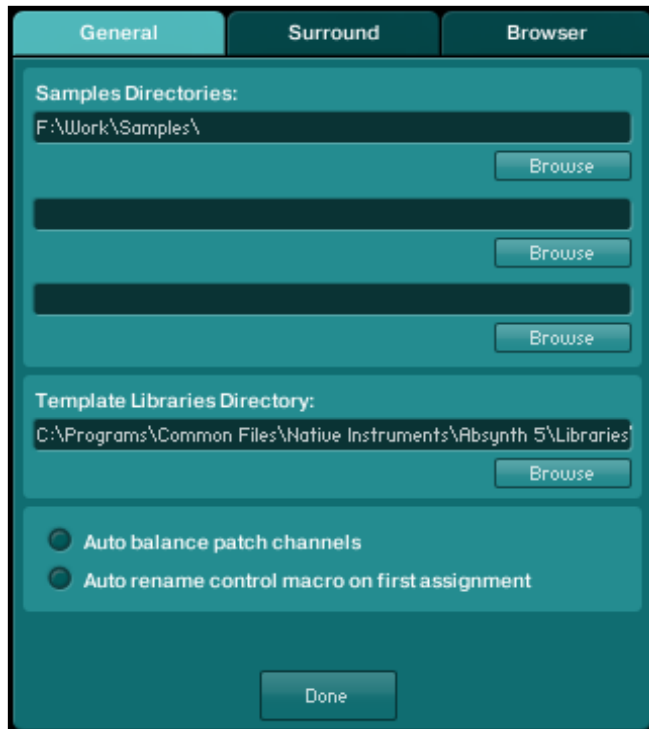 General Surround Browser
Samples Directories:
F:\Work\Samples\
Browse
Browse
Browse
Template Libraries Directory:
C:\Programs\Common Files\Native Instruments\Absynth 5\Libraries
Browse
Auto balance patch channels
Auto rename control macro on first assignment
Done